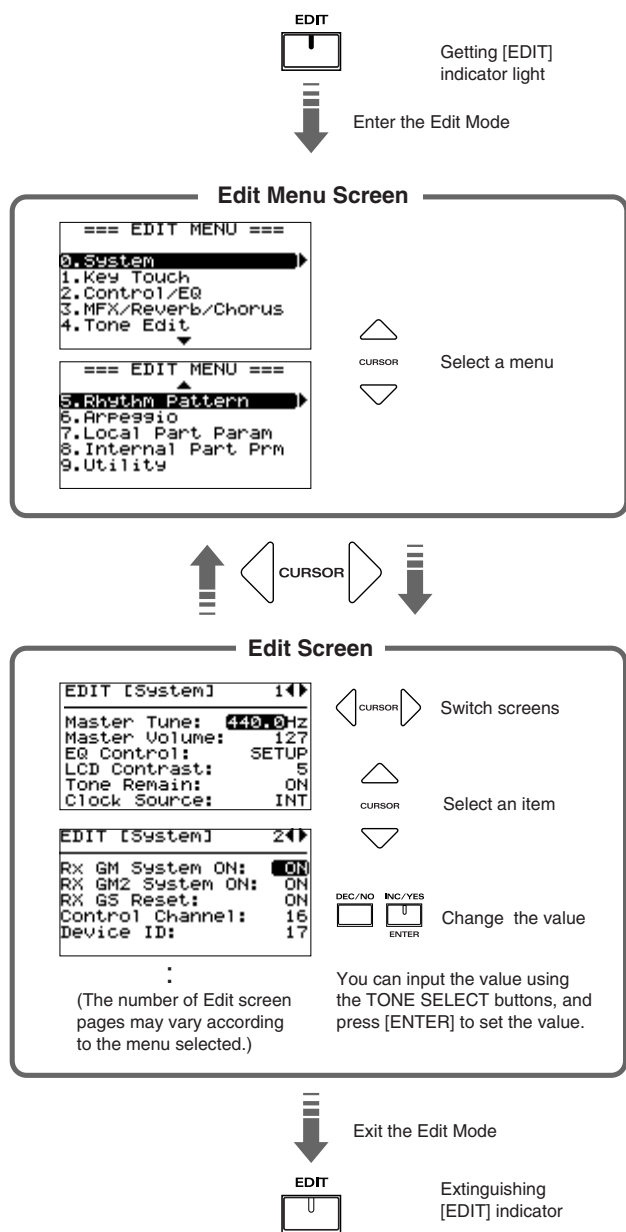 EDIT
Getting [EDIT]
indicator light
Enter the Edit Mode
Edit Menu Screen
=== EDIT MENU ===
0.System
1.Key Touch
2.Control/EQ
3.MFX/Reverb/Chorus
4.Tone Edit
=== EDIT MENU ===
5.Rhythm Pattern
6.Arpeggio
7.Local Part Param
8.Internal Part Prm
9.Utility
CURSOR
Select a menu
CURSOR
Edit Screen
EDIT [System] 1
Master Tune: 440.0Hz
Master Volume: 127
EQ Control: SETUP
LCD Contrast: 5
Tone Remain: ON
Clock Source: INT
CURSOR
Switch screens
CURSOR
Select an item
EDIT [System] 2
Rx GM System ON: ON
RX GM2 System ON: ON
RX GS Reset: ON
Control Channel: 16
Device ID: 17
DEC/NO INC/YES
ENTER
Change the value
:
(The number of Edit screen
pages may vary according
to the menu selected.)
You can input the value using
the TONE SELECT buttons, and
press [ENTER] to set the value.
Exit the Edit Mode
EDIT
Extinguishing
[EDIT] indicator